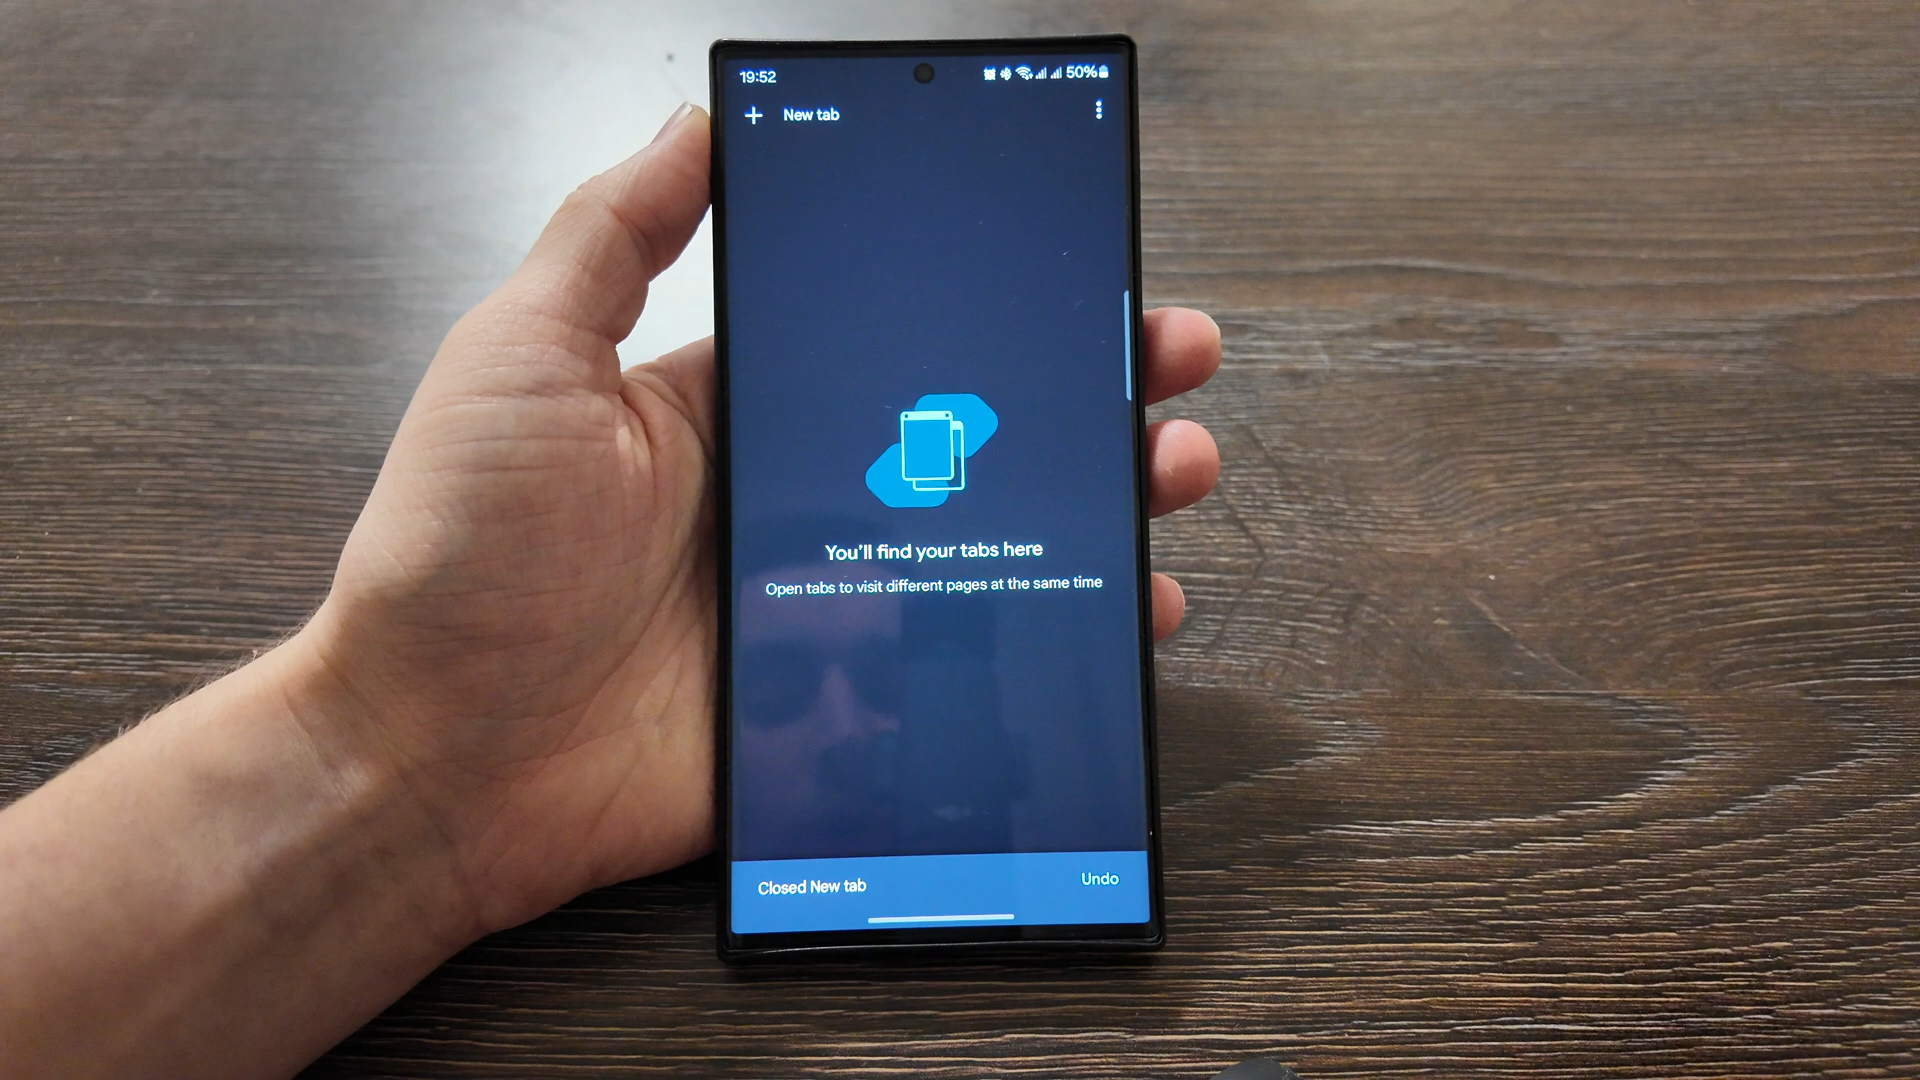 19:52
50%
New tab
You'll find your tabs here
Open tabs to visit different pages at the same time
Closed New tab
Undo